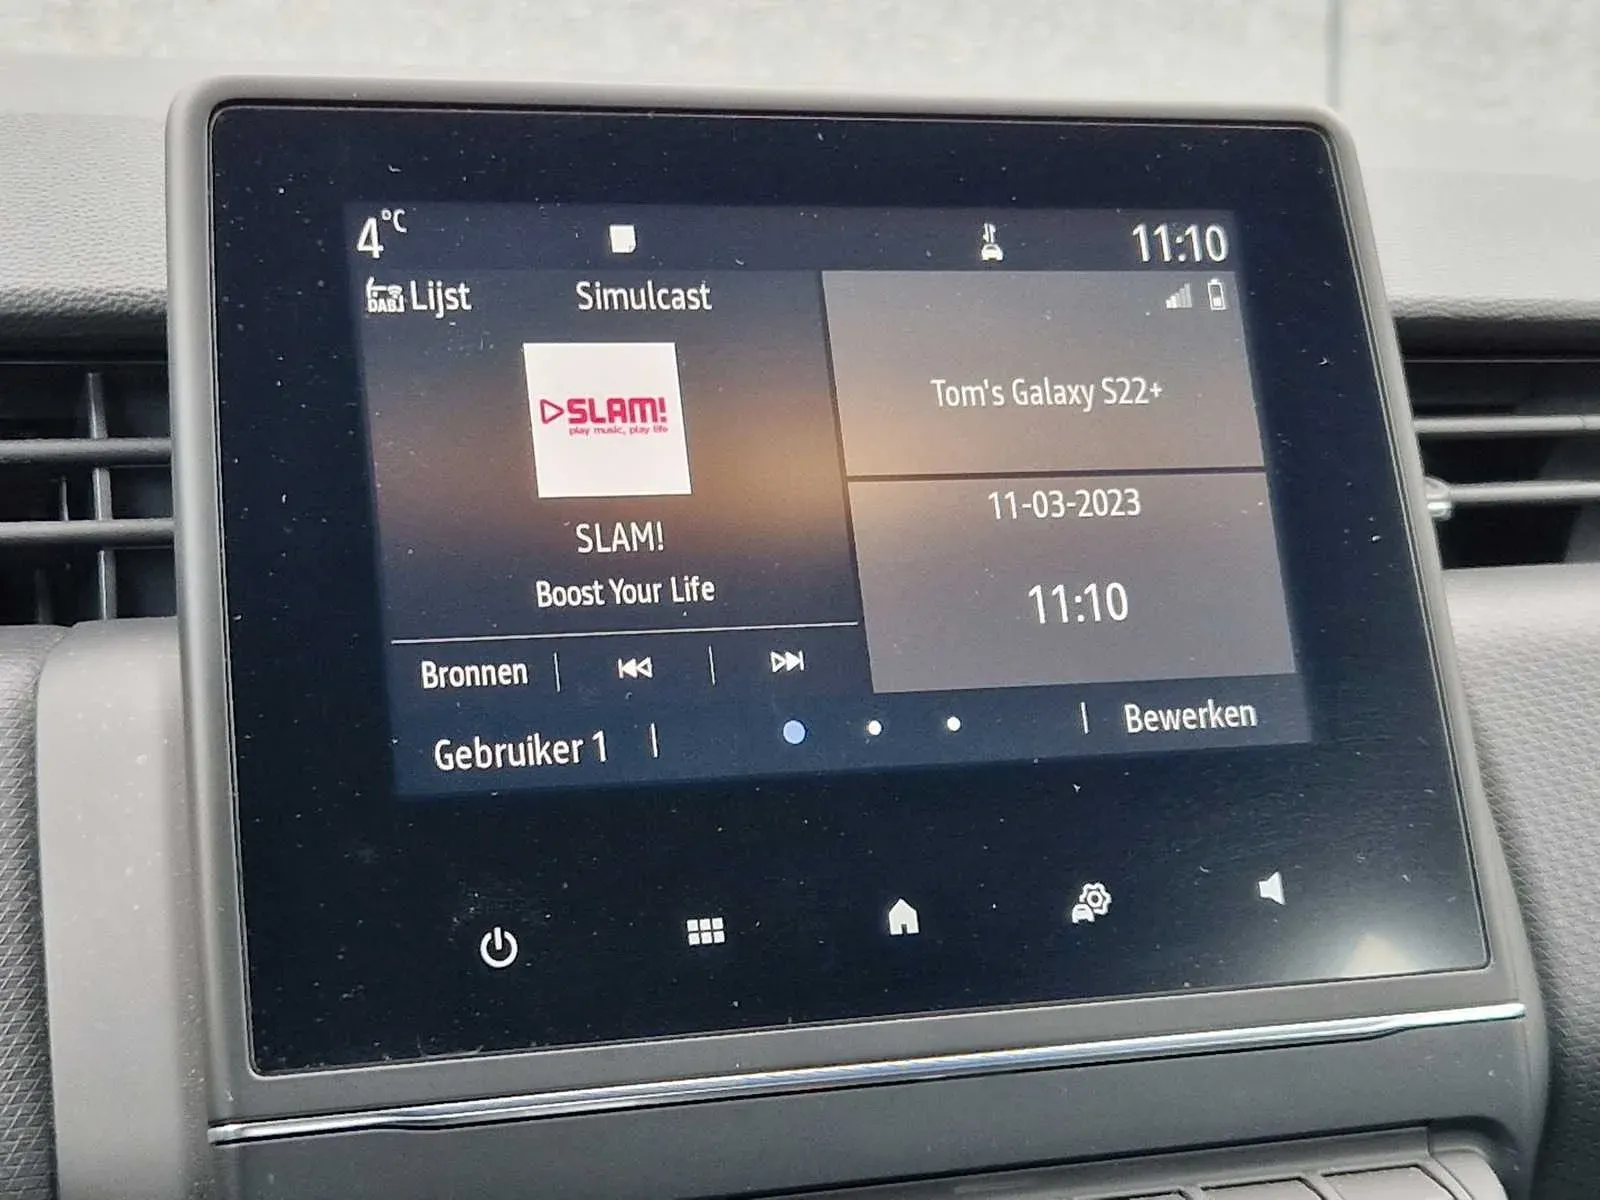 4°C
11:10
DAB Lijst
Simulcast
SLAM!
play music, play life
SLAM!
Boost Your Life
Bronnen
Tom's Galaxy S22+
11-03-2023
11:10
Gebruiker 1
Bewerken